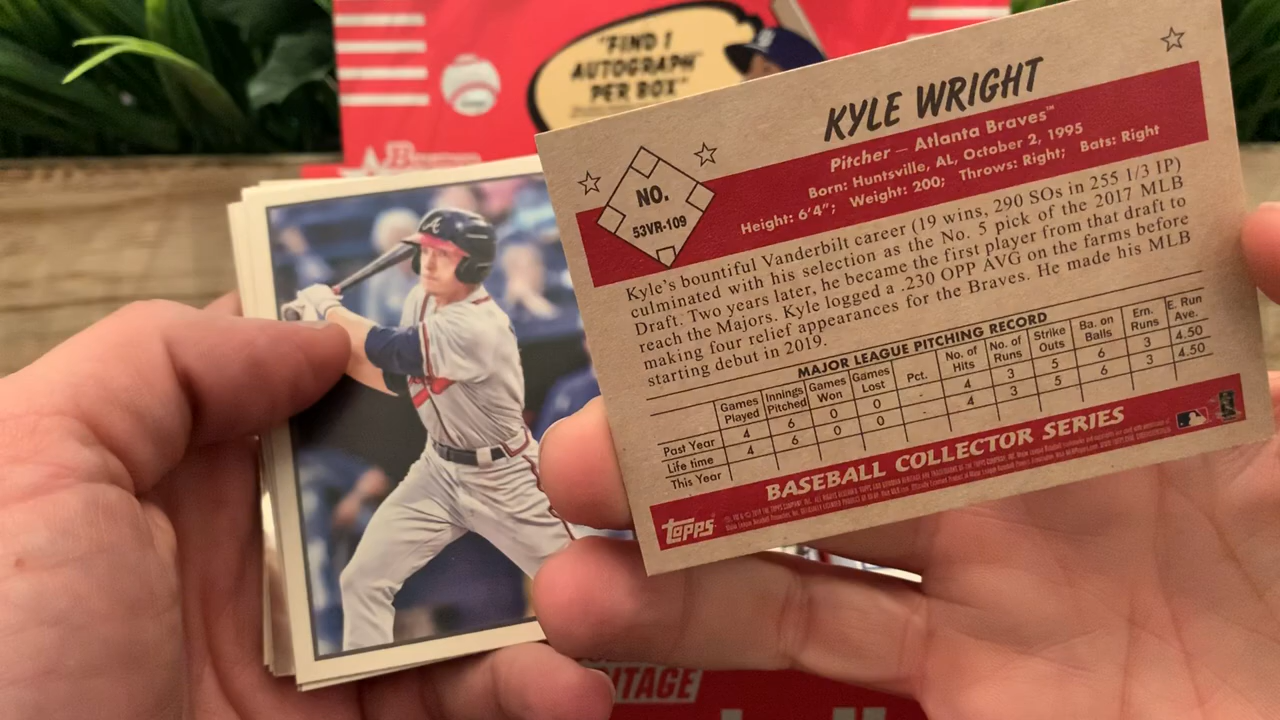 "FIND 1
AUTOGRAPH
PER BOX"
B
KYLE WRIGHT
Pitcher — Atlanta Braves™
Born: Huntsville, AL, October 2, 1995
Height: 6'4"; Weight: 200; Throws: Right; Bats: Right
NO.
53VR-109
Kyle's bountiful Vanderbilt career (19 wins, 290 SOs in 255 1/3 IP)
culminated with his selection as the No. 5 pick of the 2017 MLB
Draft. Two years later, he became the first player from that draft to
reach the Majors. Kyle logged a .230 OPP AVG on the farms before
making four relief appearances for the Braves. He made his MLB
starting debut in 2019.
MAJOR LEAGUE PITCHING RECORD
Games Played Innings Pitched Games Won Games Lost Pct. No. of Hits No. of Runs Strike Outs Ba. on Balls Ern. Runs E. Run Ave.
Past Year 4 6 0 0 - 4 3 5 6 3 4.50
Life time 4 6 0 0 - 4 3 5 6 3 4.50
This Year
BASEBALL COLLECTOR SERIES
Topps
A
ITAGE